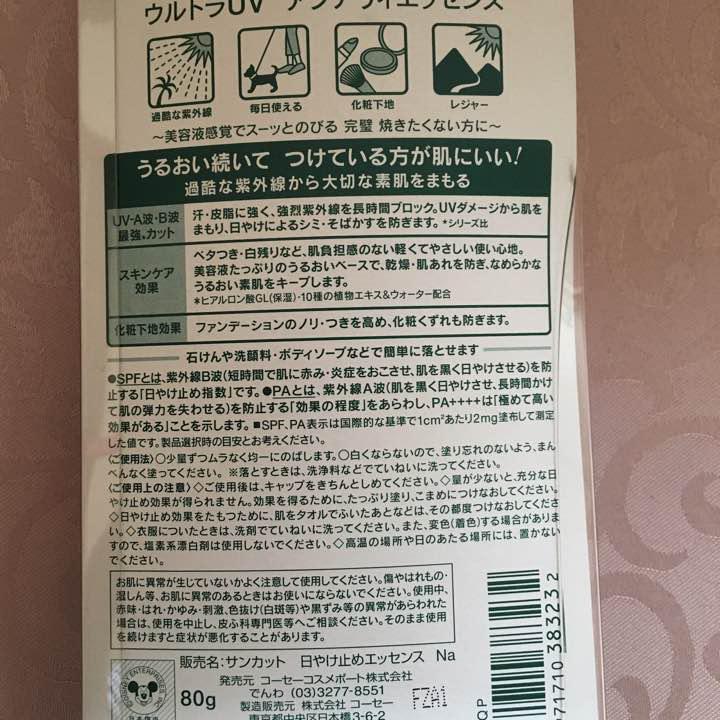 ウルトラUV アクアティエッセンス
過酷な紫外線
毎日使える
化粧下地
レジャー
～美容液感覚でスーッとのびる 完璧 焼きたくない方に～
うるおい続いて つけている方が肌にいい!
過酷な紫外線から大切な素肌をまもる
UV-A波・B波
最強*カット
汗・皮脂に強く、強烈紫外線を長時間ブロック。UVダメージから肌を
まもり、日やけによるシミ・そばかすを防ぎます。*シリーズ比
スキンケア
効果
ベタつき・白残りなど、肌負担感のない軽くてやさしい使い心地。
美容液たっぷりのうるおいベースで、乾燥・肌あれを防ぎ、なめらかな
うるおい素肌をキープします。
*ヒアルロン酸GL(保湿)・10種の植物エキス&ウォーター配合
化粧下地効果
ファンデーションのノリ・つきを高め、化粧くずれも防ぎます。
石けんや洗顔料・ボディソープなどで簡単に落とせます
●SPFとは、紫外線B波(短時間で肌に赤み・炎症をおこさせ、肌を黒く日やけさせる)を防
止する「日やけ止め指数」です。●PAとは、紫外線A波(肌を黒く日やけさせ、長時間かけ
て肌の弾力を失わせる)を防止する「効果の程度」をあらわし、PA++++は「極めて高い
効果がある」ことを示します。■SPF、PA表示は国際的な基準で1cm²あたり2mg塗布して測定
した値です。製品選択時の目安とお考えください。
〈ご使用法〉○少量ずつムラなく均一にのばします。○白くならないので、塗り忘れのないよう、まん
べんなく塗ってください。 ※落とすときは、洗浄料などでていねいに洗ってください。
〈ご使用上の注意〉◇ご使用後は、キャップをきちんとしめてください。◇量が少ないと、充分な日
やけ止め効果が得られません。効果を得るために、たっぷり塗り、こまめにつけなおしてください。
◇日やけ止め効果をたもつために、肌をタオルでふいたあとなどは、その都度つけなおしてくださ
い。◇衣服についたときは、洗剤でていねいに洗ってください。また、変色(着色)する場合がありま
すので、塩素系漂白剤は使用しないでください。◇高温の場所や日のあたる場所には、置かない
でください。
お肌に異常が生じていないかよく注意して使用してください。傷やはれもの・
湿しん等、お肌に異常のあるときはお使いにならないでください。使用中、
赤味・はれ・かゆみ・刺激、色抜け(白斑等)や黒ずみ等の異常があらわれた
場合は、使用を中止し、皮ふ科専門医等へご相談ください。そのまま使用
を続けますと症状が悪化することがあります。
販売名：サンカット 日やけ止めエッセンス Na
80g
発売元 コーセーコスメポート株式会社
でんわ (03)3277-8551
製造販売元 株式会社 コーセー
東京都中央区日本橋3-6-2
FZA1
971710 383232
QP